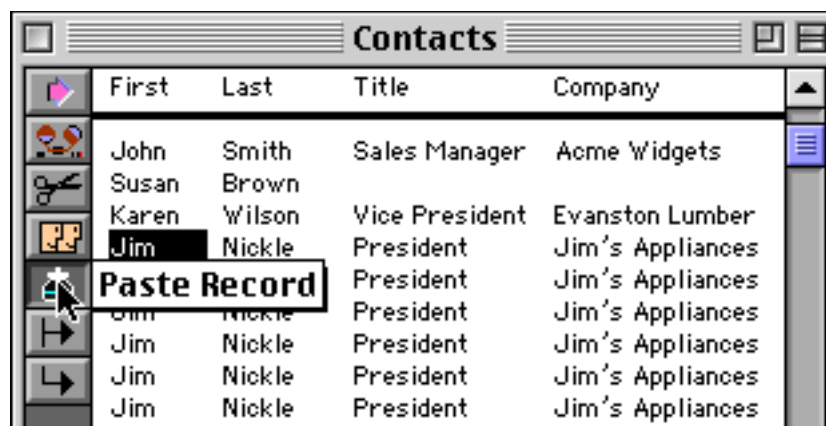 Contacts
First Last Title Company
John Smith Sales Manager Acme Widgets
Susan Brown
Karen Wilson Vice President Evanston Lumber
Jim Nickle President Jim's Appliances
Paste Record President Jim's Appliances
Jim Nickle President Jim's Appliances
Jim Nickle President Jim's Appliances
Jim Nickle President Jim's Appliances
Jim Nickle President Jim's Appliances